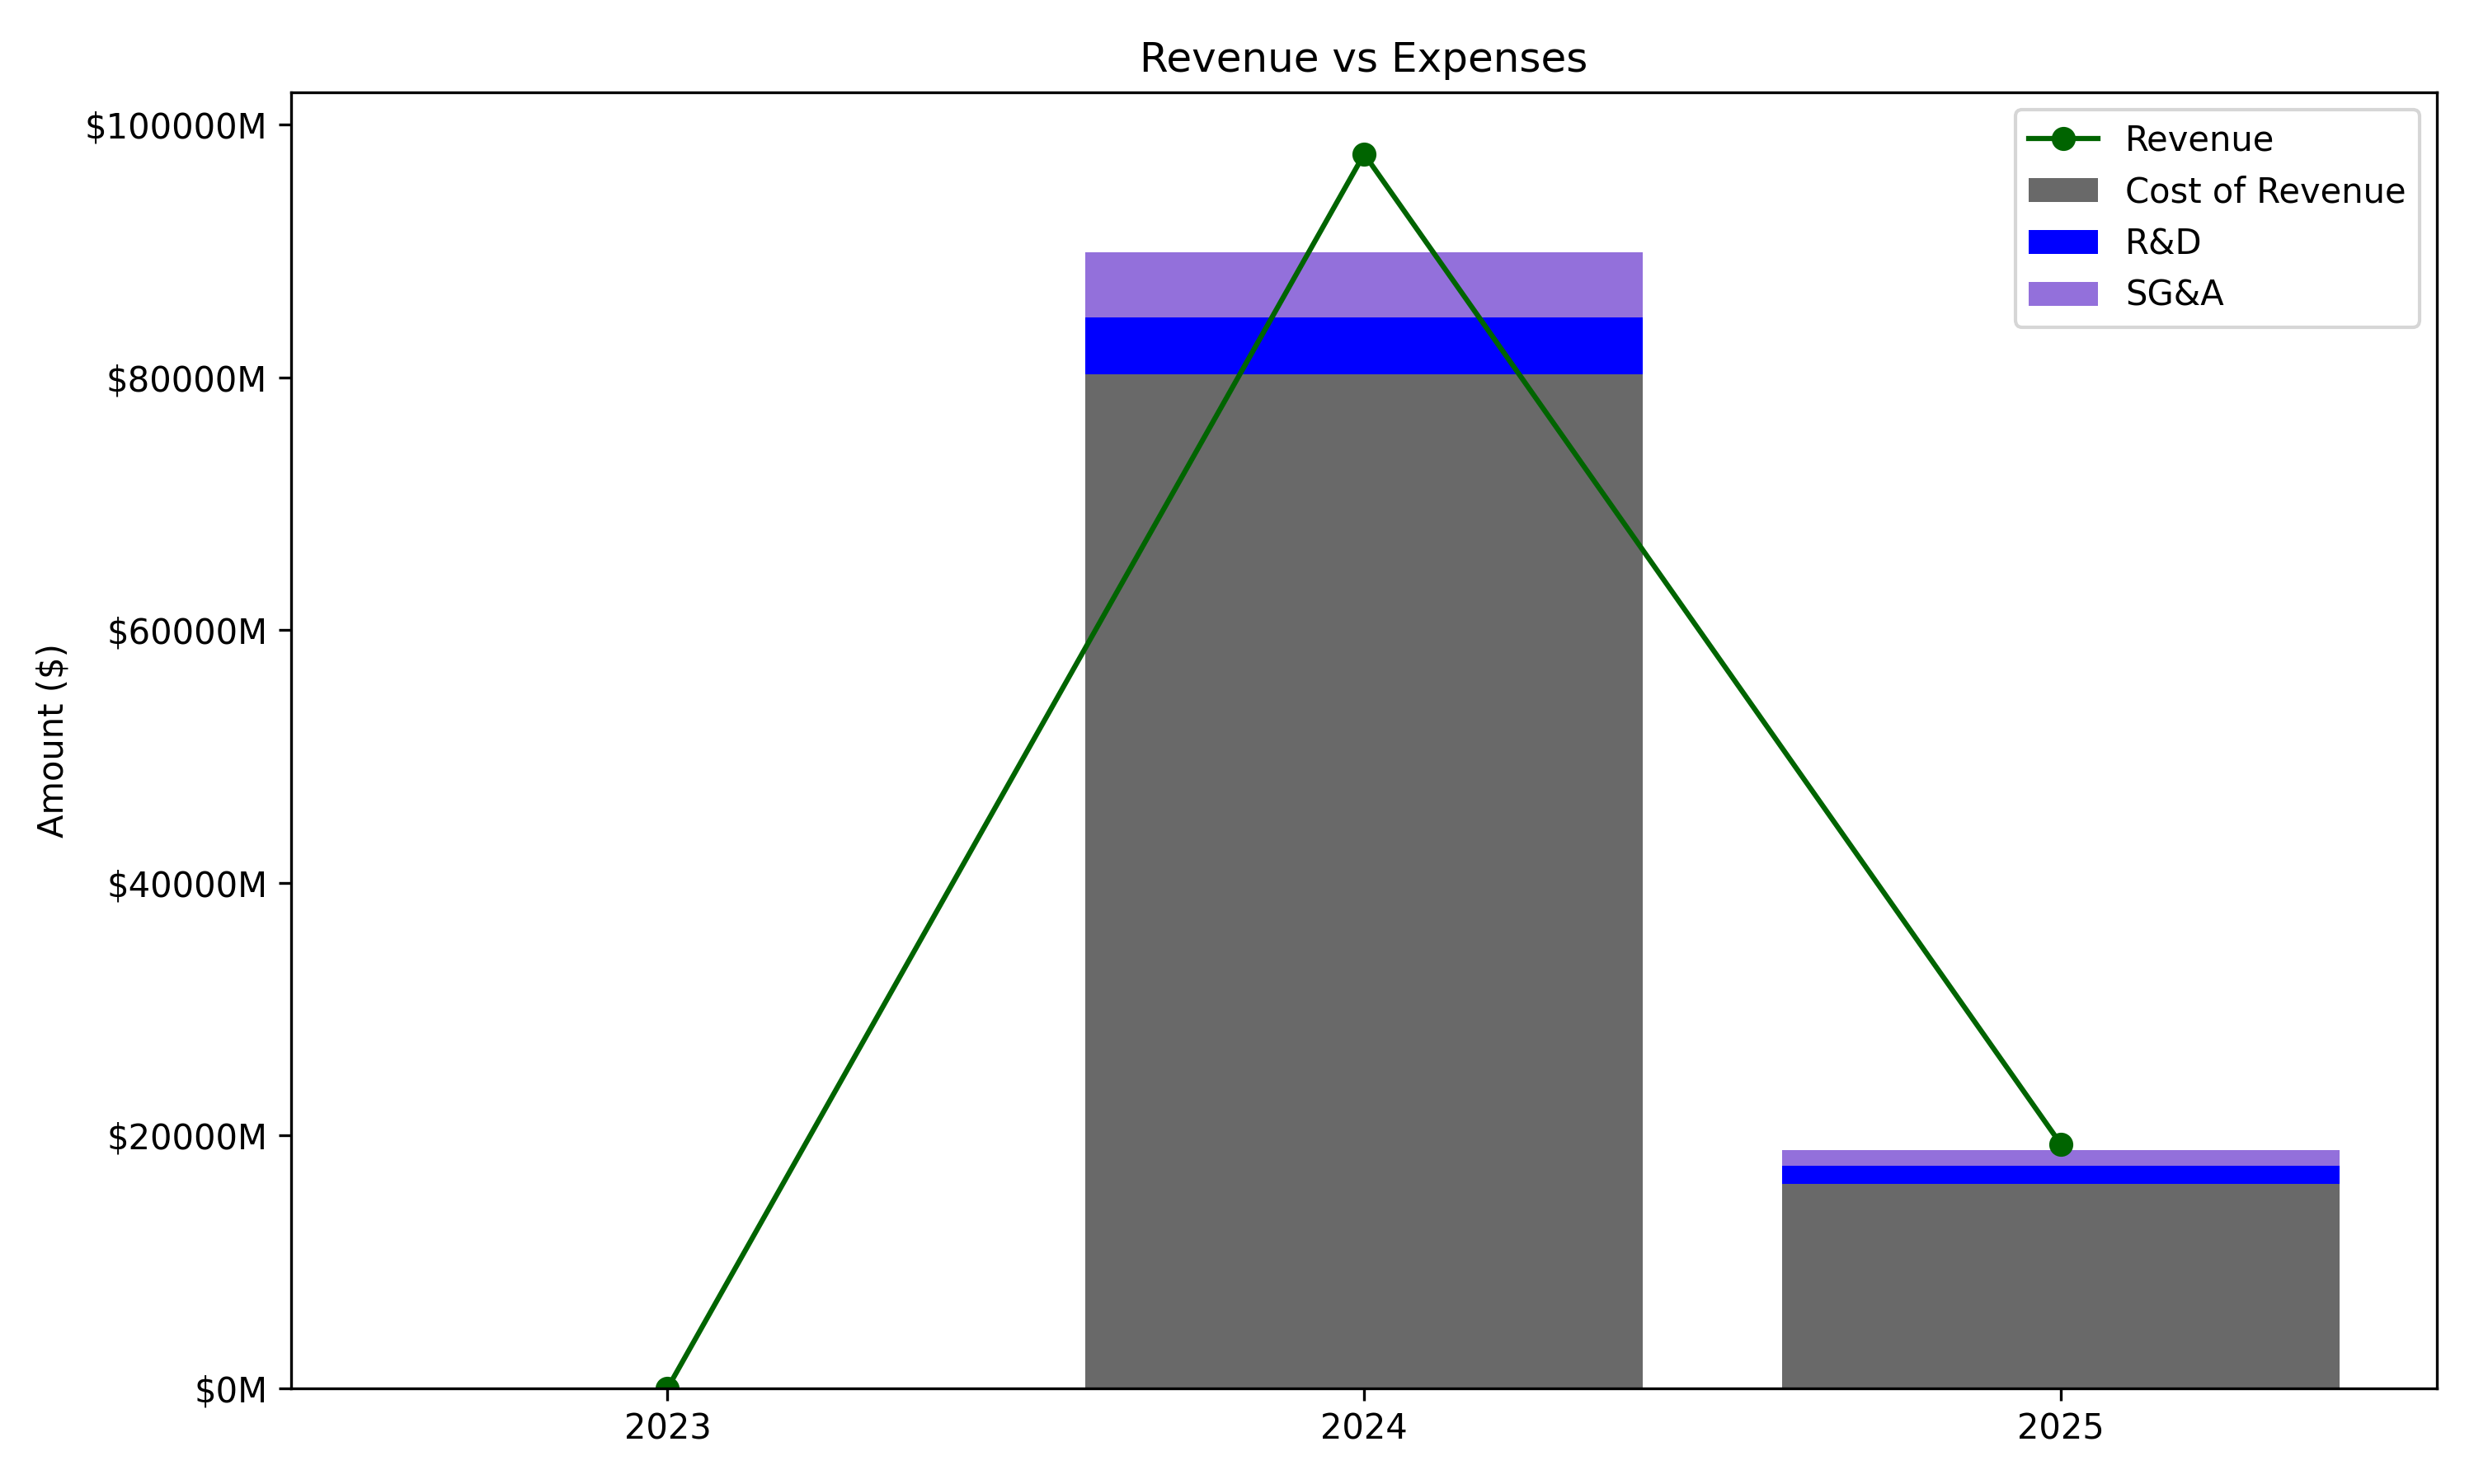 Revenue vs Expenses
$100000M
$80000M
$60000M
$40000M
$20000M
$0M
Amount ($)
Revenue
Cost of Revenue
R&D
SG&A
2023
2024
2025